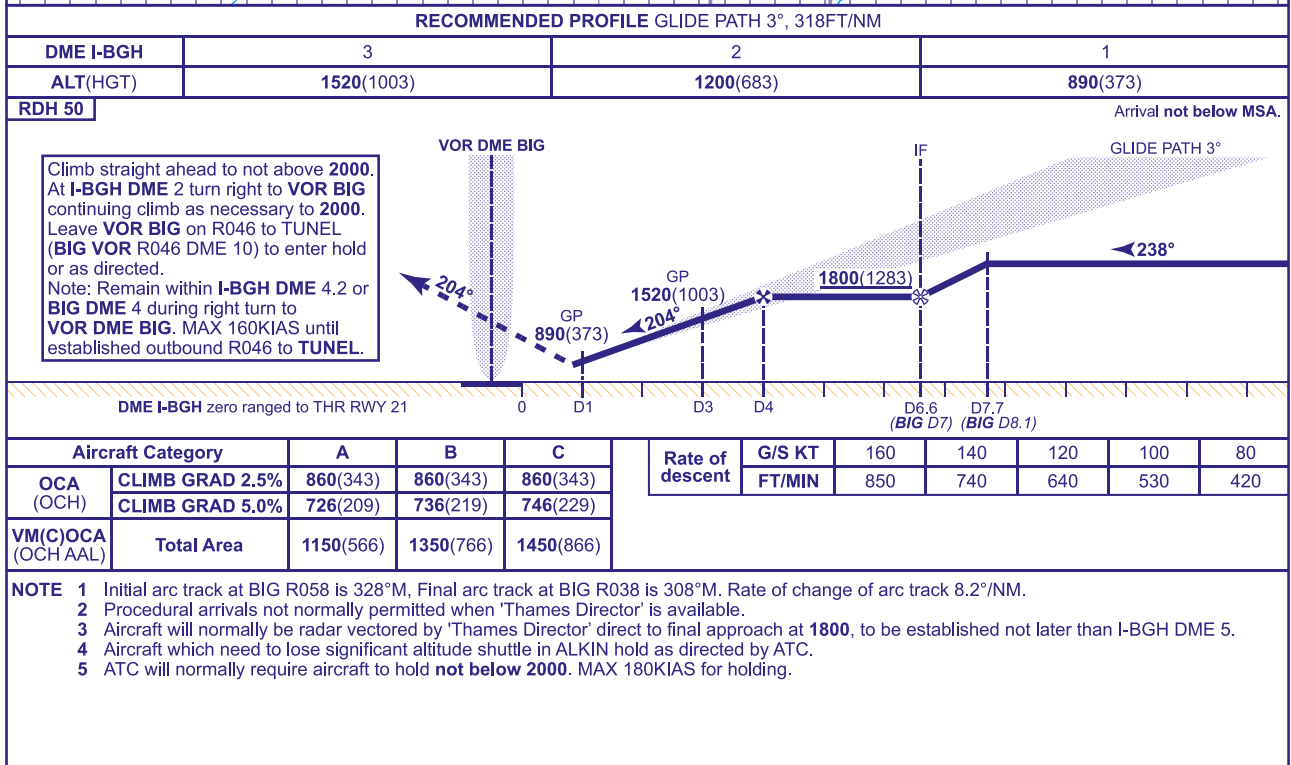 RECOMMENDED PROFILE GLIDE PATH 3°, 318FT/NM
DME I-BGH 3 2 1
ALT(HGT) 1520(1003) 1200(683) 890(373)
RDH 50
Arrival not below MSA.
VOR DME BIG
IF
GLIDE PATH 3°
Climb straight ahead to not above 2000.
At I-BGH DME 2 turn right to VOR BIG
continuing climb as necessary to 2000.
Leave VOR BIG on R046 to TUNEL
(BIG VOR R046 DME 10) to enter hold
or as directed.
Note: Remain within I-BGH DME 4.2 or
BIG DME 4 during right turn to
VOR DME BIG. MAX 160KIAS until
established outbound R046 to TUNEL.
204°
GP
890(373)
204°
GP
1520(1003)
1800(1283)
238°
DME I-BGH zero ranged to THR RWY 21
0 D1 D3 D4 D6.6 D7.7
(BIG D7) (BIG D8.1)
Aircraft Category A B C
OCA
(OCH)
CLIMB GRAD 2.5% 860(343) 860(343) 860(343)
CLIMB GRAD 5.0% 726(209) 736(219) 746(229)
VM(C)OCA
(OCH AAL)
Total Area 1150(566) 1350(766) 1450(866)
Rate of
descent
G/S KT 160 140 120 100 80
FT/MIN 850 740 640 530 420
NOTE 1 Initial arc track at BIG R058 is 328°M, Final arc track at BIG R038 is 308°M. Rate of change of arc track 8.2°/NM.
2 Procedural arrivals not normally permitted when 'Thames Director' is available.
3 Aircraft will normally be radar vectored by 'Thames Director' direct to final approach at 1800, to be established not later than I-BGH DME 5.
4 Aircraft which need to lose significant altitude shuttle in ALKIN hold as directed by ATC.
5 ATC will normally require aircraft to hold not below 2000. MAX 180KIAS for holding.